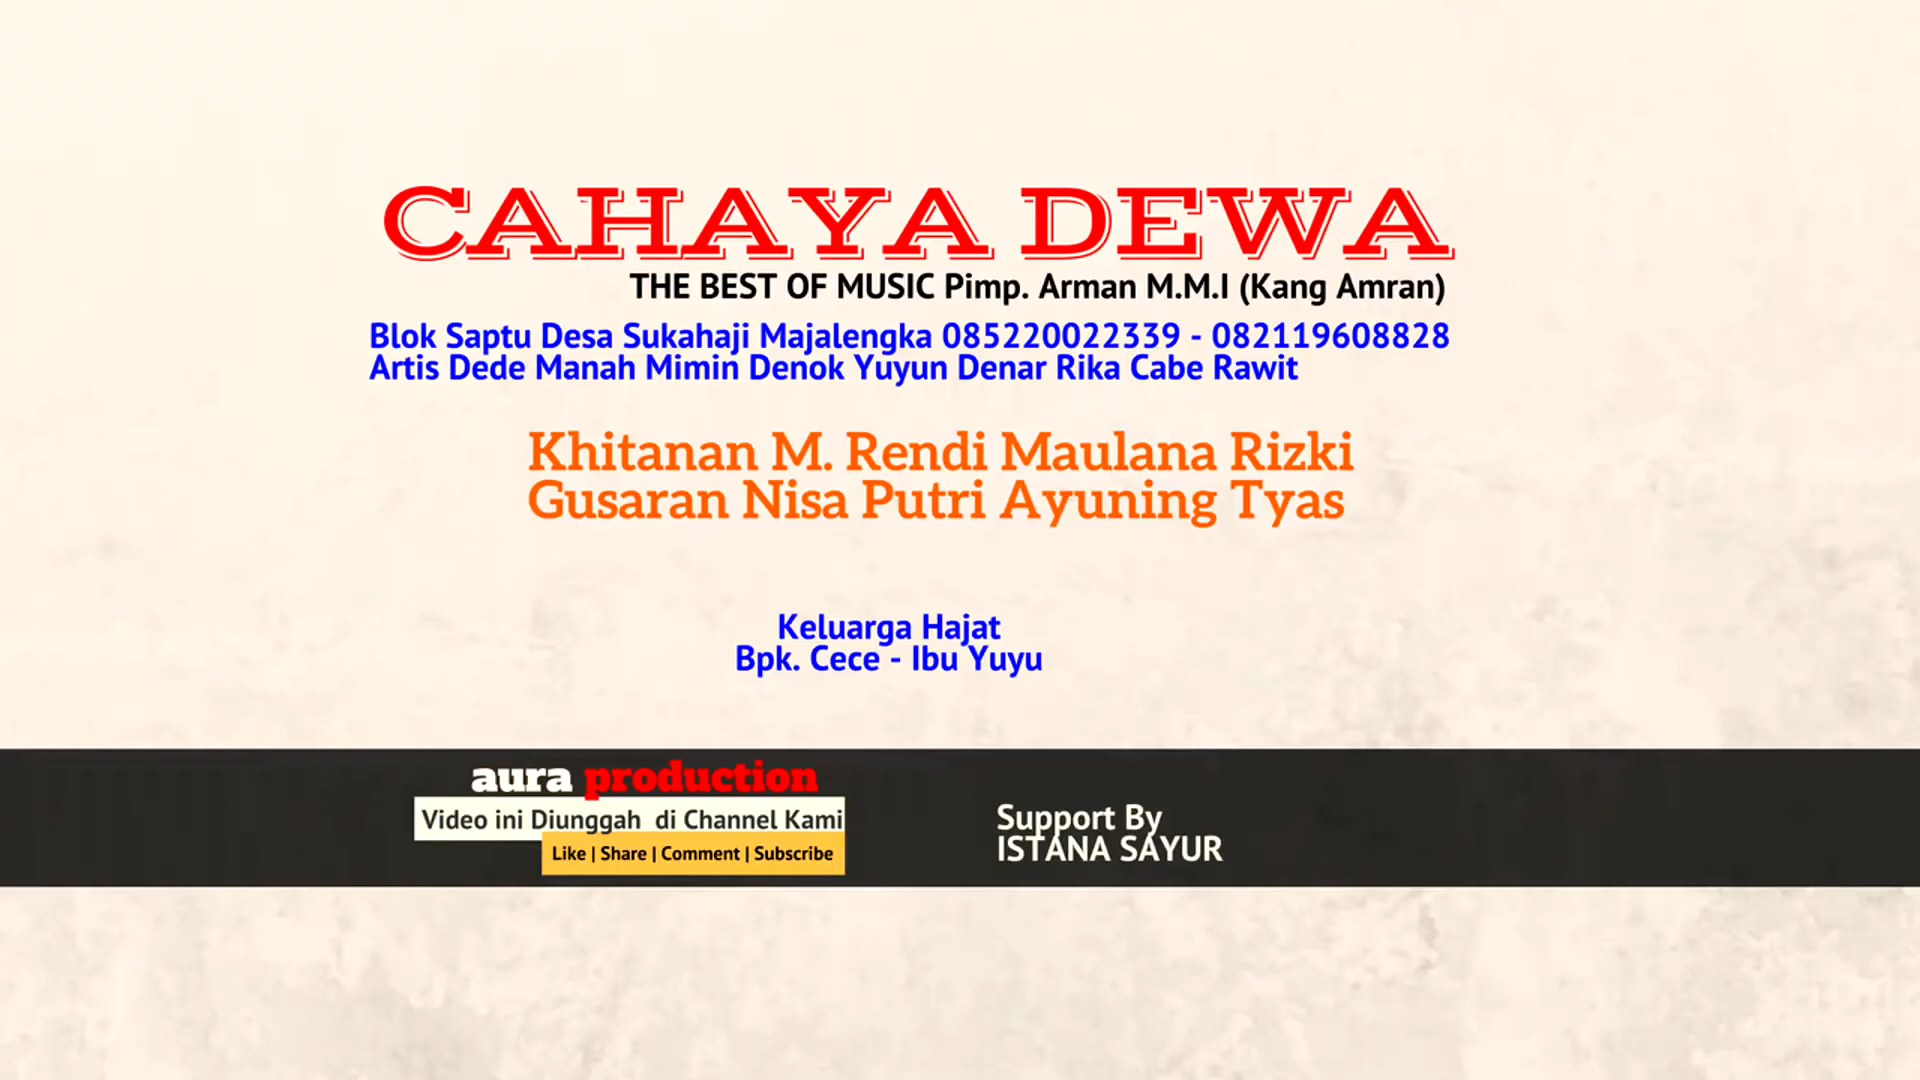 CAHAYA DEWA
THE BEST OF MUSIC Pimp. Arman M.M.I (Kang Amran)
Blok Saptu Desa Sukahaji Majalengka 085220022339 - 082119608828
Artis Dede Manah Mimin Denok Yuyun Denar Rika Cabe Rawit
Khitanan M. Rendi Maulana Rizki
Gusaran Nisa Putri Ayuning Tyas
Keluarga Hajat
Bpk. Cece - Ibu Yuyu
aura production
Video ini Diunggah di Channel Kami
Like | Share | Comment | Subscribe
Support By
ISTANA SAYUR